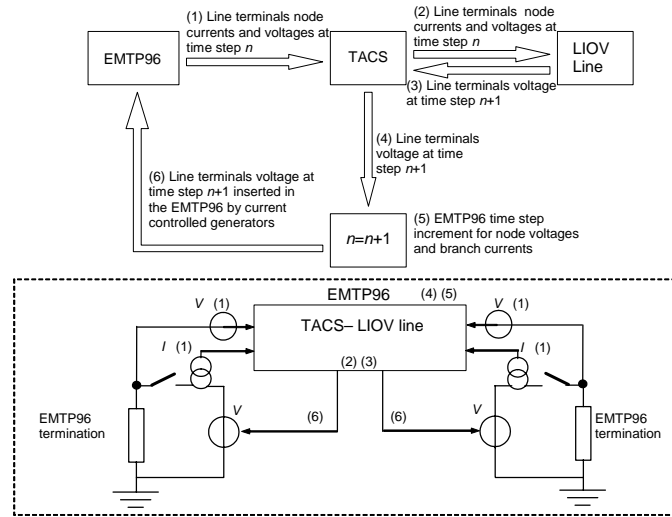 (1) Line terminals node
currents and voltages at
time step n
(2) Line terminals node
currents and voltages at
time step n
EMTP96
TACS
LIOV
Line
(3) Line terminals voltage
at time step n+1
(4) Line terminals
voltage at time
step n+1
(6) Line terminals voltage at
time step n+1 inserted in
the EMTP96 by current
controlled generators
n=n+1
(5) EMTP96 time step
increment for node voltages
and branch currents
EMTP96 (4) (5)
V (1)
V (1)
TACS– LIOV line
I (1)
I (1)
(2) (3)
EMTP96
termination
V
(6)
(6)
V
EMTP96
termination